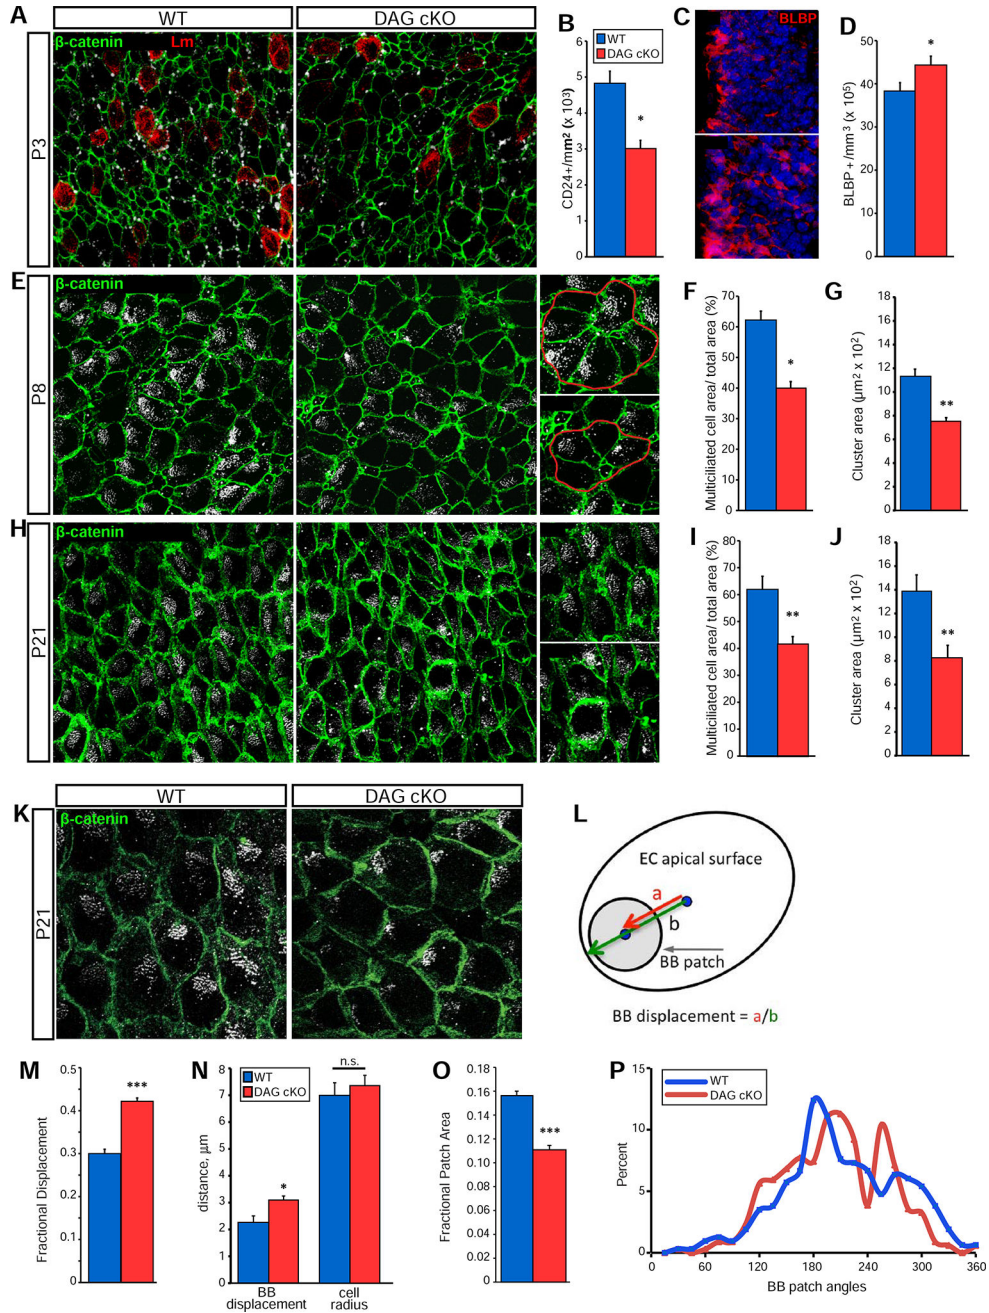 A
WT
DAG cKO
P3
β-catenin
Lm
B
WT
DAG cKO
CD24+/mm² (x 10³)
6
5
4
3
2
1
0
*
C
BLBP
D
BLBP + /mm³ (x 10⁵)
50
40
30
20
10
0
*
E
P8
β-catenin
F
Multiciliated cell area/ total area (%)
70
60
50
40
30
20
10
0
*
G
Cluster area (µm² x 10²)
18
16
14
12
10
8
6
4
2
0
**
H
P21
β-catenin
I
Multiciliated cell area/ total area (%)
80
70
60
50
40
30
20
10
0
**
J
Cluster area (µm² x 10²)
18
16
14
12
10
8
6
4
2
0
**
K
WT
DAG cKO
P21
β-catenin
L
EC apical surface
a
b
BB patch
BB displacement = a/b
M
Fractional Displacement
0.5
0.4
0.3
0.2
0.1
0
***
N
WT
DAG cKO
n.s.
distance, µm
8
7
6
5
4
3
2
1
0
*
BB displacement
cell radius
O
Fractional Patch Area
0.18
0.16
0.14
0.12
0.10
0.08
0.06
0.04
0.02
0
***
P
WT
DAG cKO
Percent
15
10
5
0
0
60
120
180
240
300
360
BB patch angles